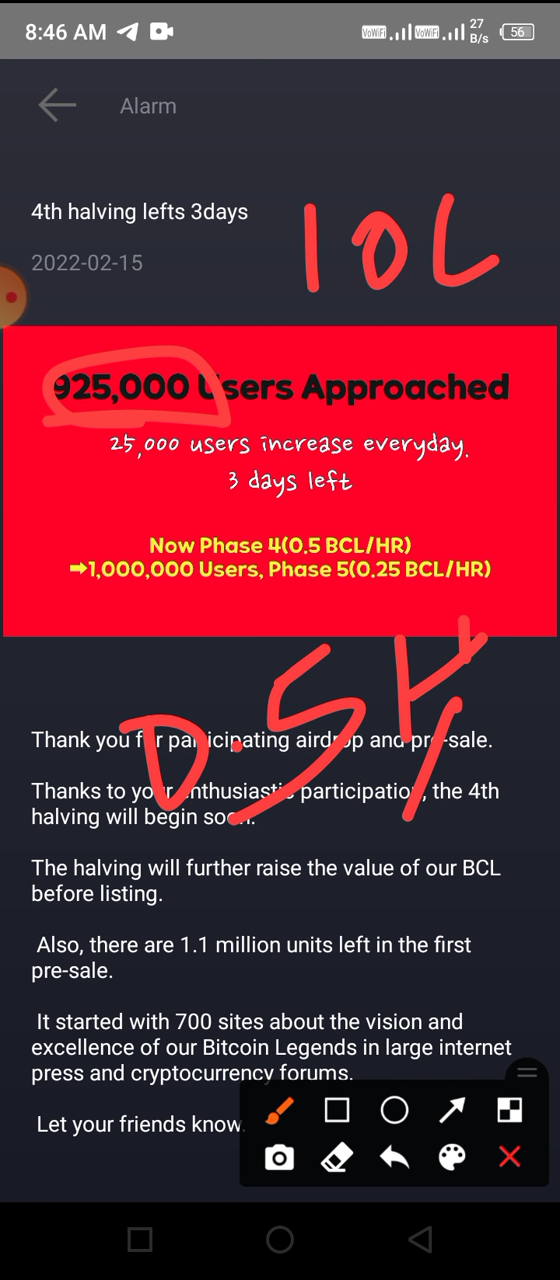 8:46 AM
VoWiFi VoWiFi 27 B/s 56
Alarm
4th halving lefts 3days
2022-02-15
10L
925,000 Users Approached
25,000 users increase everyday.
3 days left
Now Phase 4(0.5 BCL/HR)
➡1,000,000 Users, Phase 5(0.25 BCL/HR)
Thank you for participating airdrop and pre-sale.
Thanks to your enthusiastic participation, the 4th
halving will begin soon.
The halving will further raise the value of our BCL
before listing.
Also, there are 1.1 million units left in the first
pre-sale.
It started with 700 sites about the vision and
excellence of our Bitcoin Legends in large internet
press and cryptocurrency forums.
Let your friends know.